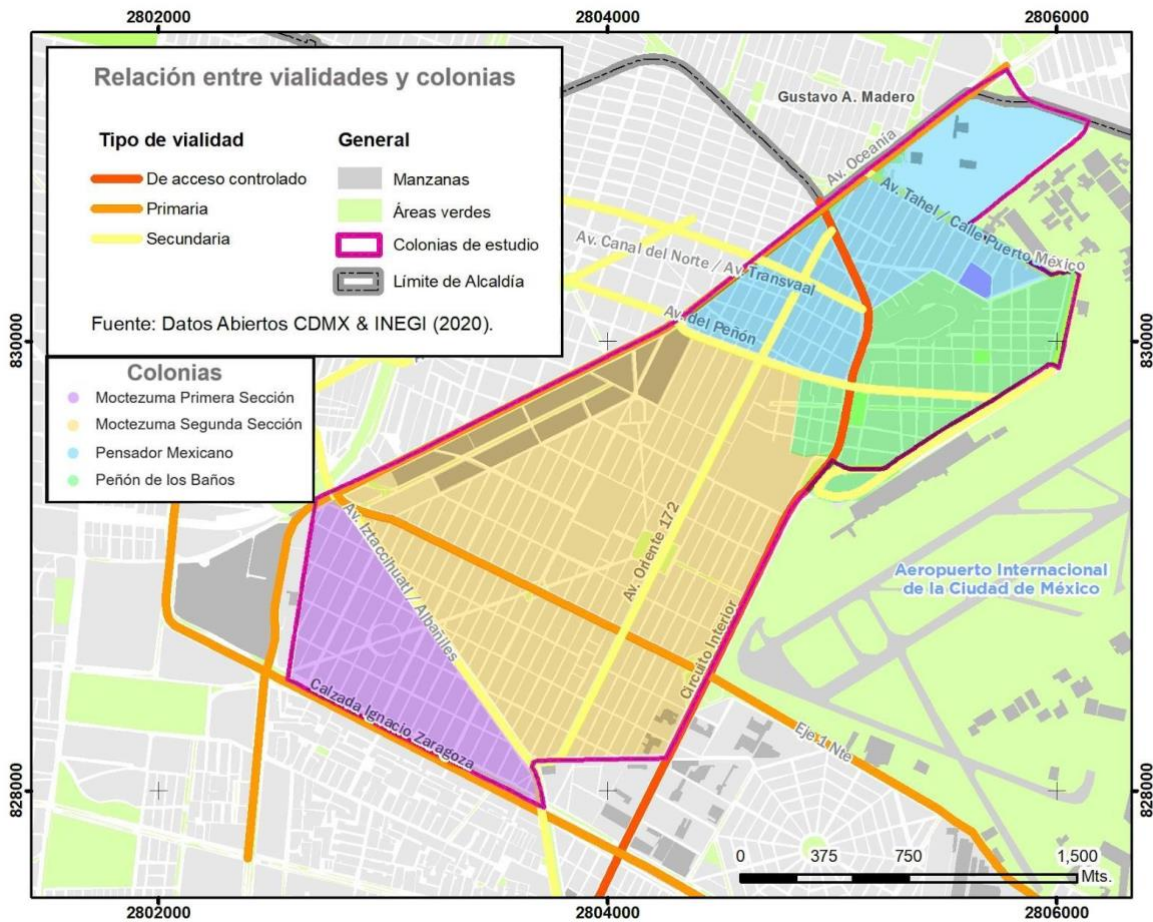 2802000
2804000
2806000
Relación entre vialidades y colonias
Tipo de vialidad
General
De acceso controlado
Manzanas
Primaria
Áreas verdes
Secundaria
Colonias de estudio
Límite de Alcaldía
Fuente: Datos Abiertos CDMX & INEGI (2020).
Colonias
Moctezuma Primera Sección
Moctezuma Segunda Sección
Pensador Mexicano
Peñón de los Baños
Gustavo A. Madero
Av. Oceanía
Av. Tahel / Calle Puerto México
Av. Canal del Norte / Av. Transvaal
Av. del Peñón
830000
830000
Av. Iztaccihuatl / Albañiles
Av. Oriente 172
Circuito Interior
Aeropuerto Internacional
de la Ciudad de México
Calzada Ignacio Zaragoza
Eje 1 Nte
828000
828000
0 375 750 1,500
Mts.
2802000
2804000
2806000